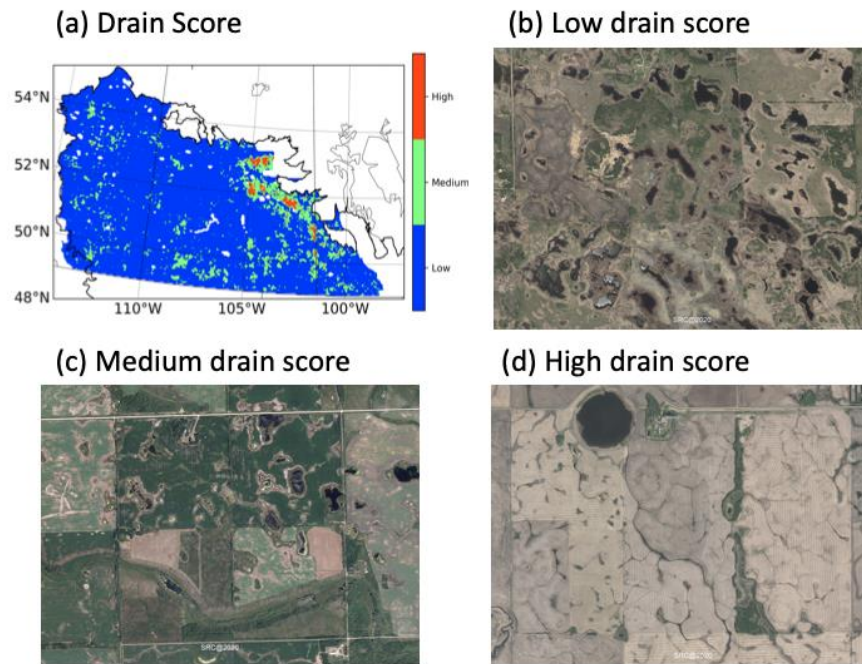 (a) Drain Score
(b) Low drain score
54°N
52°N
50°N
48°N
110°W
105°W
100°W
High
Medium
Low
SRC@2020
(c) Medium drain score
(d) High drain score
SRC@2020
SRC@2020